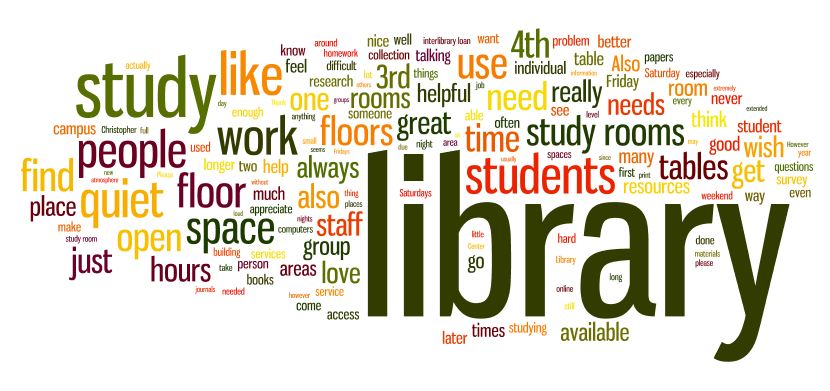 nice well
interlibrary loan
want
4th
problem
better
know
around
homework
collection
talking
use
individual
table
Also
papers
actually
study
like
feel
difficult
research
lot
others
3rd
things
job
information
Friday
Saturday
especially
day
enough
Think
one
groups
rooms
helpful
need
really
needs
room
every
never
extremely
someone
able
often
see
level
extended
campus
Christopher
full
work
anything
small
floors
great
time
study rooms
think
student
people
used
seems
Fridays
due
night
area
may
good
wish
However
year
new
atmosphere
Please
longer
two
help
always
usually
spaces
since
many
tables
get
questions
find
quiet
floor
without
much
also
thing
places
Saturdays
library
students
first
print
resources
weekend
way
survey
even
place
loud
appreciate
nights
staff
make
study room
open
space
computers
group
little
Center
go
hard
Library
done
materials
please
just
hours
building
services
take
person
areas
love
books
journals
needed
however
service
come
access
online
long
still
later
times
studying
available